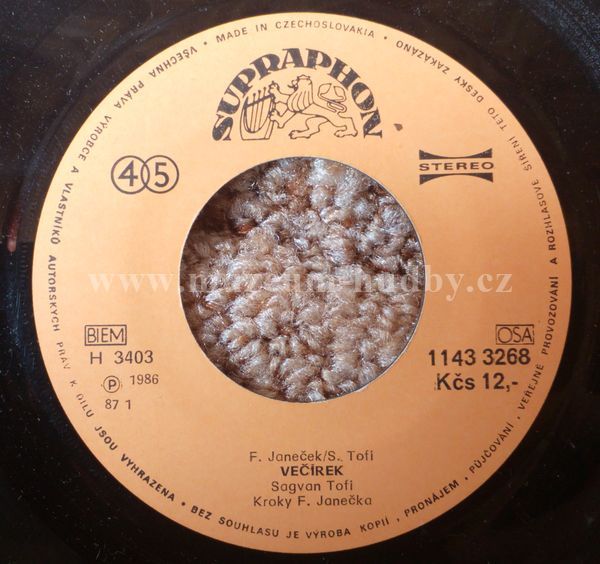 VŠECHNA PRÁVA VÝROBCE A VLASTNÍKŮ AUTORSKÝCH PRÁV K DÍLU JSOU VYHRAZENA • BEZ SOUHLASU JE VÝROBA KOPIÍ, PRONÁJEM, PŮJČOVÁNÍ, VEŘEJNÉ PROVOZOVÁNÍ A ROZHLASOVÉ ŠÍŘENÍ TÉTO DESKY ZAKÁZÁNO • MADE IN CZECHOSLOVAKIA •
SUPRAPHON
45
STEREO
www.muzeum-hudby.cz
BIEM
OSA
H 3403
1143 3268
Ⓟ 1986
Kčs 12,-
87 1
F. Janeček/S. Tofi
VEČÍREK
Sagvan Tofi
Kroky F. Janečka